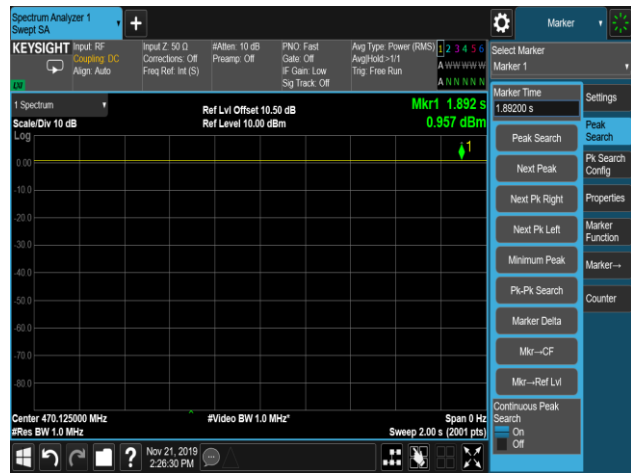 Spectrum Analyzer 1
Swept SA
+
Marker
KEYSIGHT
Input: RF
Coupling: DC
Align: Auto
Input Z: 50 Ω
Corrections: Off
Freq Ref: Int (S)
#Atten: 10 dB
Preamp: Off
PNO: Fast
Gate: Off
IF Gain: Low
Sig Track: Off
Avg Type: Power (RMS)
Avg|Hold:>1/1
Trig: Free Run
1 2 3 4 5 6
A W W W W W
A N N N N N
LXI
Select Marker
Marker 1
1 Spectrum
Scale/Div 10 dB
Log
Ref Lvl Offset 10.50 dB
Ref Level 10.00 dBm
Mkr1 1.892 s
0.957 dBm
1
0.00
-10.0
-20.0
-30.0
-40.0
-50.0
-60.0
-70.0
-80.0
Center 470.125000 MHz
#Res BW 1.0 MHz
#Video BW 1.0 MHz*
Span 0 Hz
Sweep 2.00 s (2001 pts)
Marker Time
1.89200 s
Peak Search
Next Peak
Next Pk Right
Next Pk Left
Minimum Peak
Pk-Pk Search
Marker Delta
Mkr→CF
Mkr→Ref Lvl
Continuous Peak
Search
On
Off
Settings
Peak
Search
Pk Search
Config
Properties
Marker
Function
Marker→
Counter
?
Nov 21, 2019
2:26:30 PM